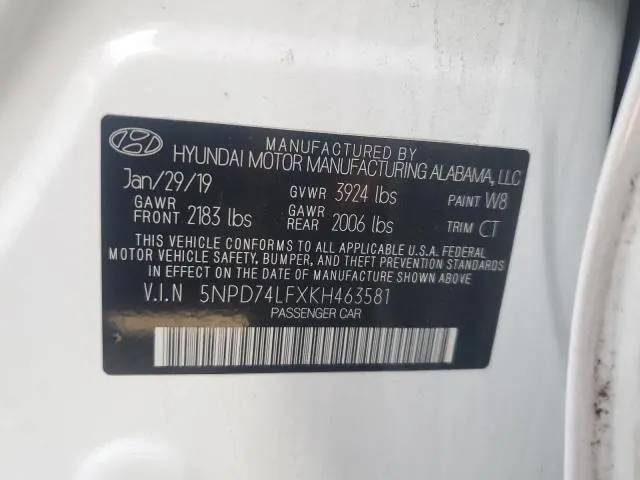 MANUFACTURED BY
HYUNDAI MOTOR MANUFACTURING ALABAMA, LLC
Jan/29/19 GVWR 3924 lbs PAINT W8
GAWR FRONT 2183 lbs GAWR REAR 2006 lbs TRIM CT
THIS VEHICLE CONFORMS TO ALL APPLICABLE U.S.A. FEDERAL
MOTOR VEHICLE SAFETY, BUMPER, AND THEFT PREVENTION STANDARDS
IN EFFECT ON THE DATE OF MANUFACTURE SHOWN ABOVE.
V.I.N 5NPD74LFXKH463581
PASSENGER CAR